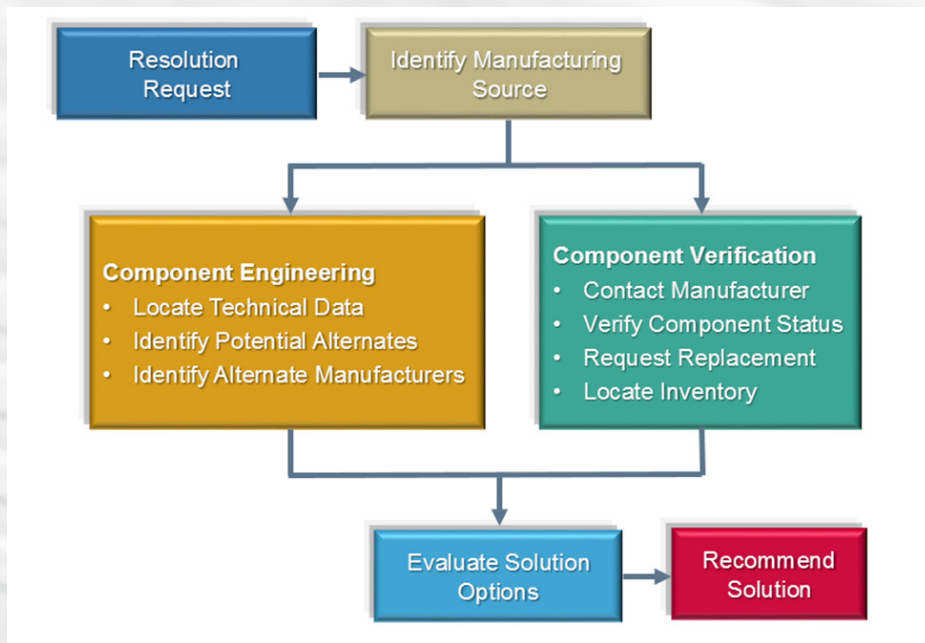 Resolution
Request
Identify Manufacturing
Source
Component Engineering
• Locate Technical Data
• Identify Potential Alternates
• Identify Alternate Manufacturers
Component Verification
• Contact Manufacturer
• Verify Component Status
• Request Replacement
• Locate Inventory
Evaluate Solution
Options
Recommend
Solution